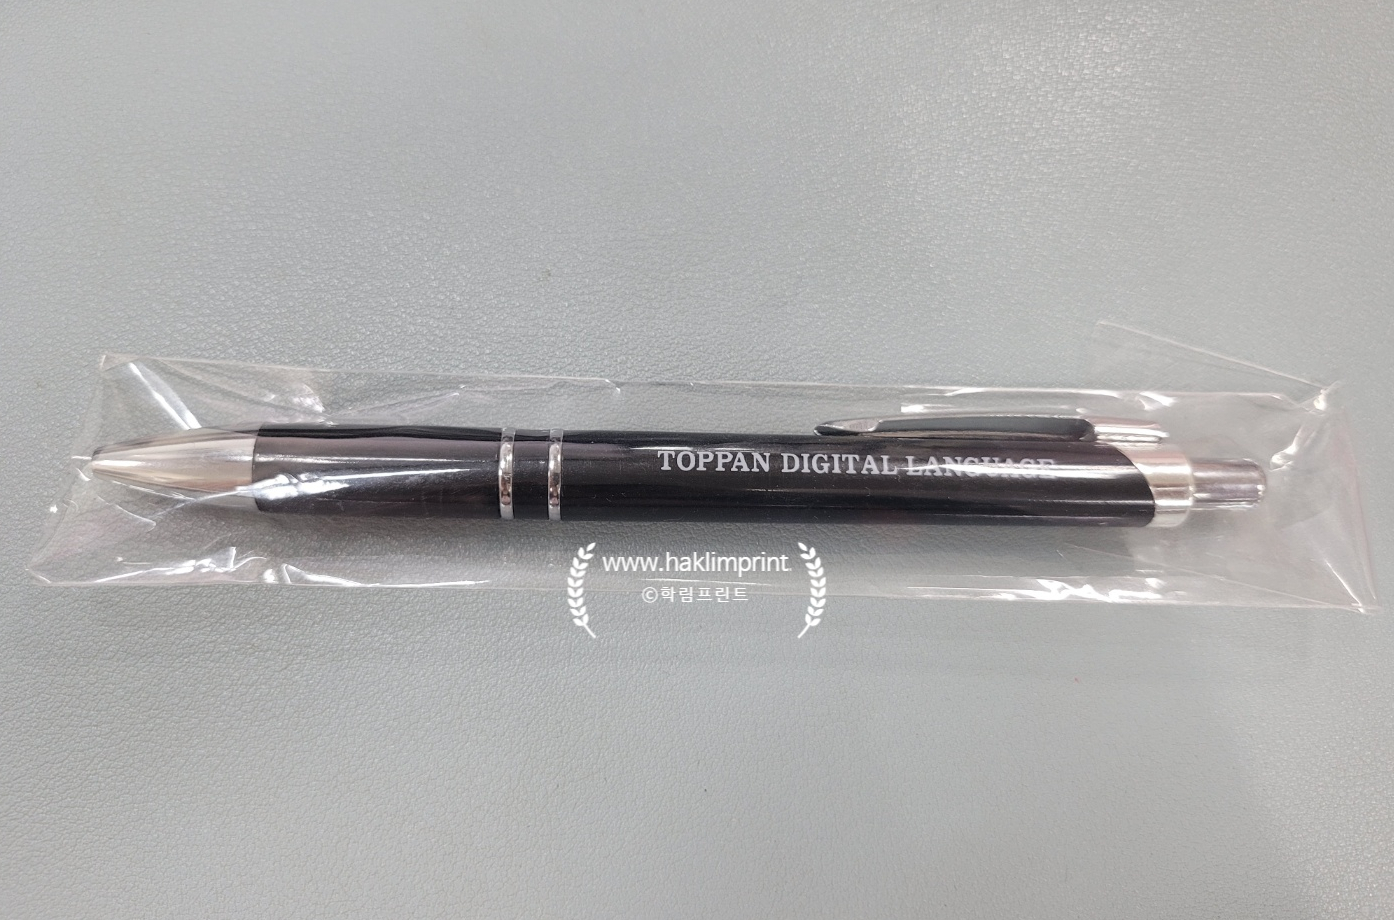 TOPPAN DIGITAL LANGUAGE
www.haklimprint.
©학림프린트